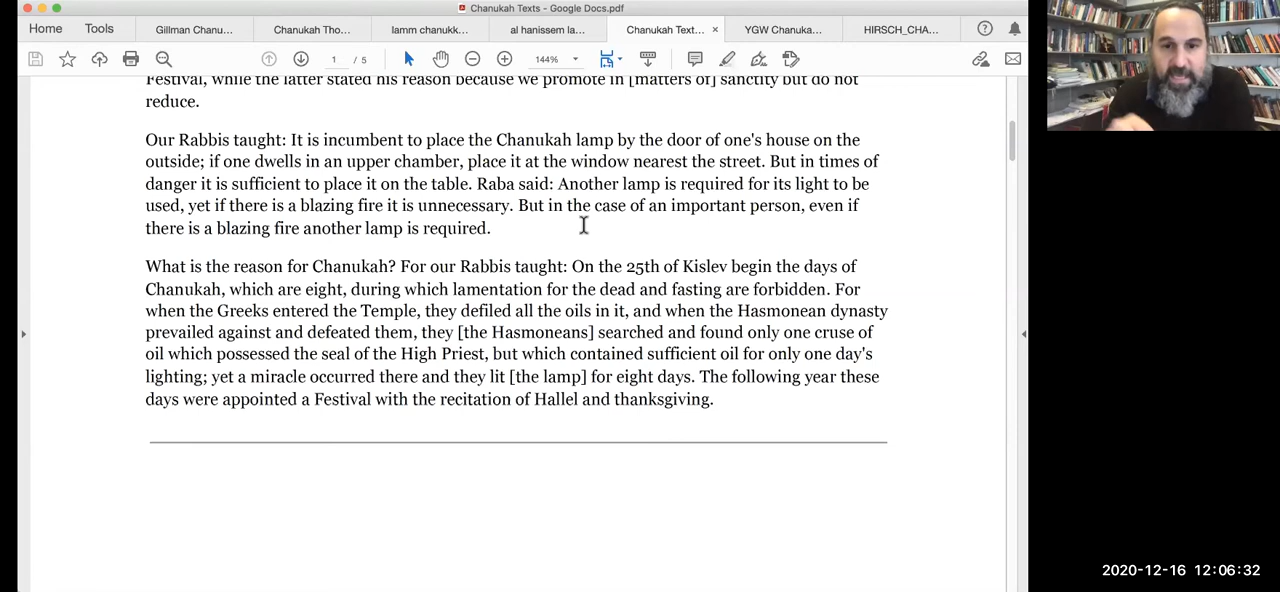 Chanukah Texts - Google Docs.pdf
Home Tools Gillman Chanu... Chanukah Tho... lamm chanukk... al hanissem la... Chanukah Text... × YGW Chanuka... HIRSCH_CHA...
1 / 5 144%
Festival, while the latter stated his reason because we promote in [matters of] sanctity but do not
reduce.
Our Rabbis taught: It is incumbent to place the Chanukah lamp by the door of one's house on the
outside; if one dwells in an upper chamber, place it at the window nearest the street. But in times of
danger it is sufficient to place it on the table. Raba said: Another lamp is required for its light to be
used, yet if there is a blazing fire it is unnecessary. But in the case of an important person, even if
there is a blazing fire another lamp is required.
What is the reason for Chanukah? For our Rabbis taught: On the 25th of Kislev begin the days of
Chanukah, which are eight, during which lamentation for the dead and fasting are forbidden. For
when the Greeks entered the Temple, they defiled all the oils in it, and when the Hasmonean dynasty
prevailed against and defeated them, they [the Hasmoneans] searched and found only one cruse of
oil which possessed the seal of the High Priest, but which contained sufficient oil for only one day's
lighting; yet a miracle occurred there and they lit [the lamp] for eight days. The following year these
days were appointed a Festival with the recitation of Hallel and thanksgiving.
2020-12-16 12:06:32